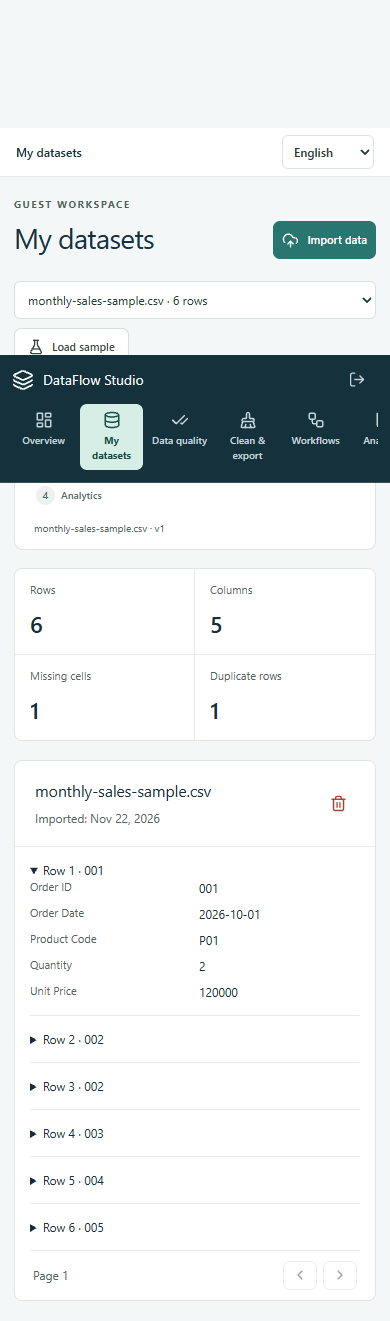 My datasets
English
GUEST WORKSPACE
My datasets
Import data
monthly-sales-sample.csv · 6 rows
Load sample
DataFlow Studio
Overview
My datasets
Data quality
Clean & export
Workflows
Ana
4 Analytics
monthly-sales-sample.csv · v1
Rows
6
Columns
5
Missing cells
1
Duplicate rows
1
monthly-sales-sample.csv
Imported: Nov 22, 2026
Row 1 · 001
Order ID 001
Order Date 2026-10-01
Product Code P01
Quantity 2
Unit Price 120000
Row 2 · 002
Row 3 · 002
Row 4 · 003
Row 5 · 004
Row 6 · 005
Page 1